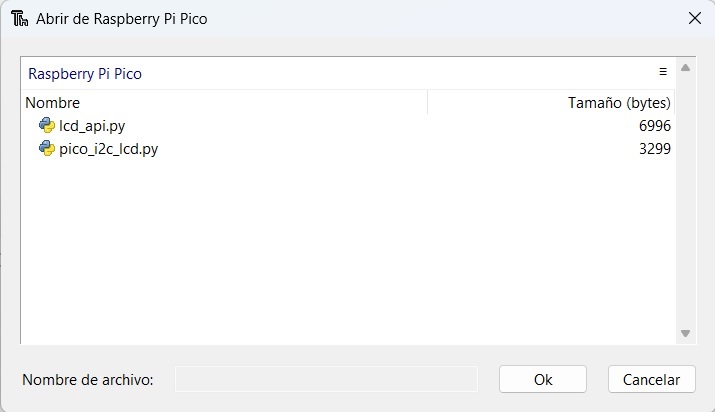 Abrir de Raspberry Pi Pico
Raspberry Pi Pico
Nombre Tamaño (bytes)
lcd_api.py 6996
pico_i2c_lcd.py 3299
Nombre de archivo: Ok Cancelar